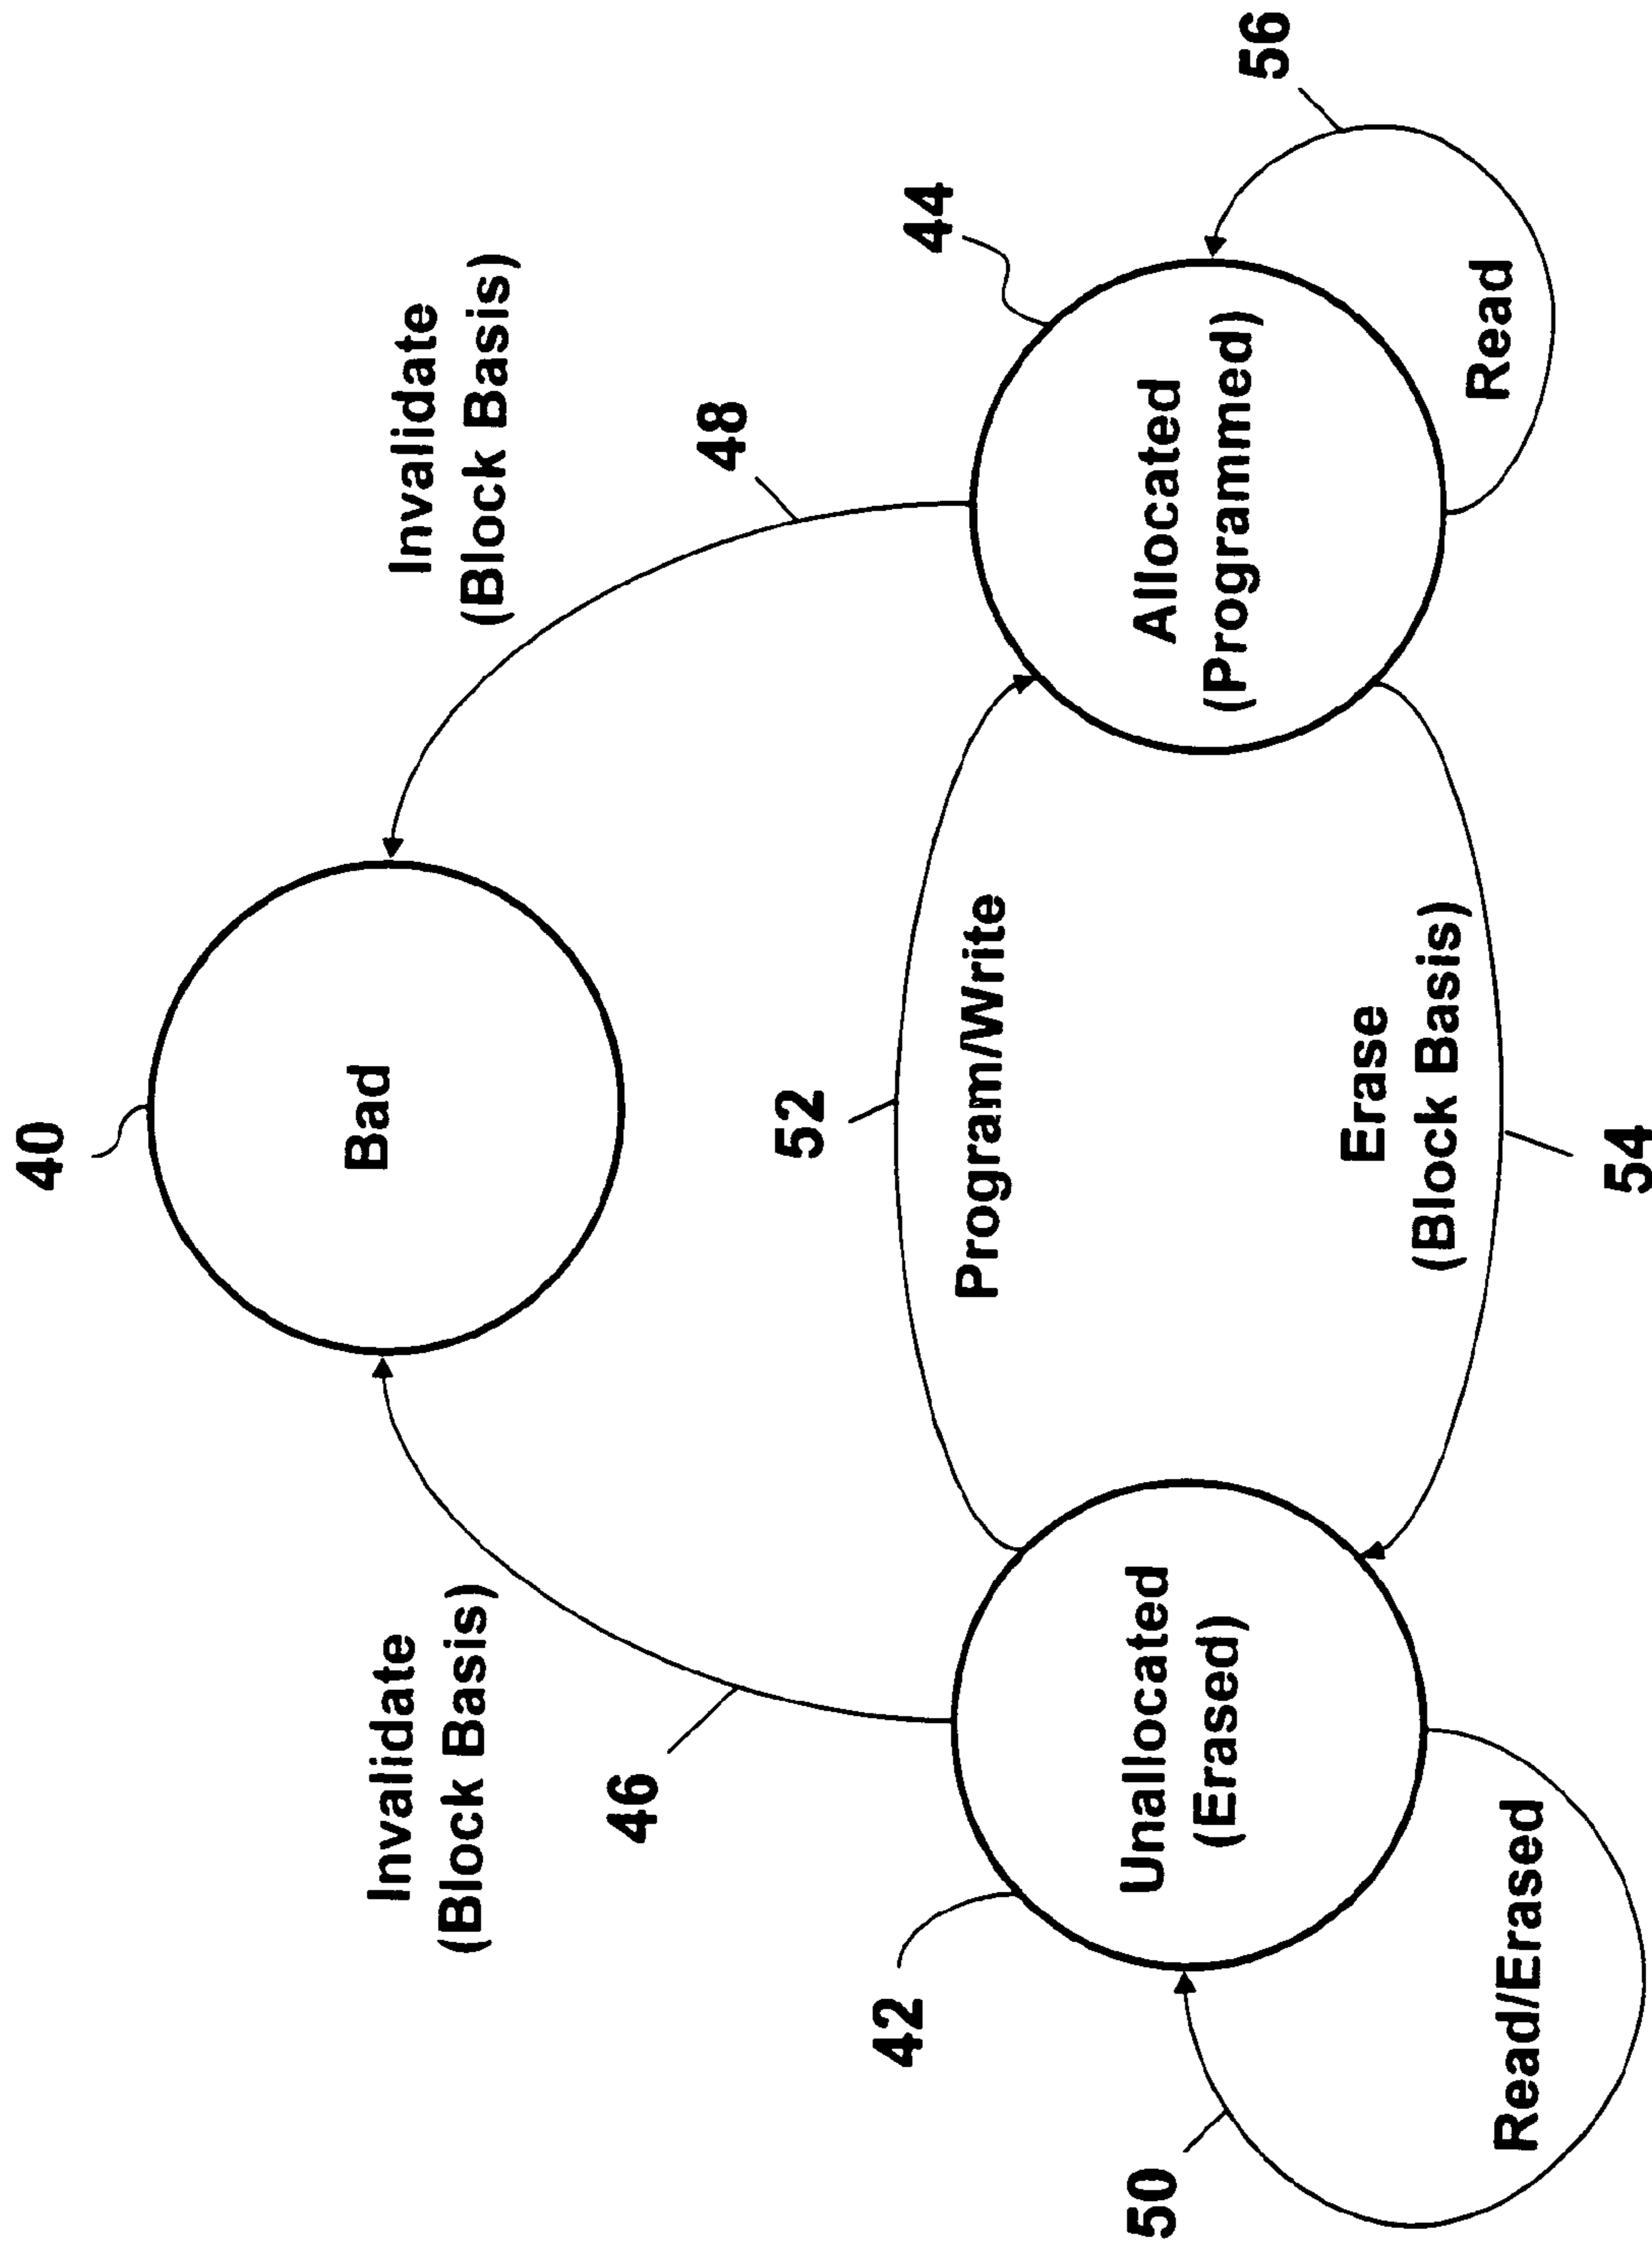 40
Bad
Invalidate
(Block Basis)
Invalidate
(Block Basis)
46
48
52
Program/Write
42
Unallocated
(Erased)
44
Allocated
(Programmed)
Erase
(Block Basis)
54
50
Read/Erased
Read
56